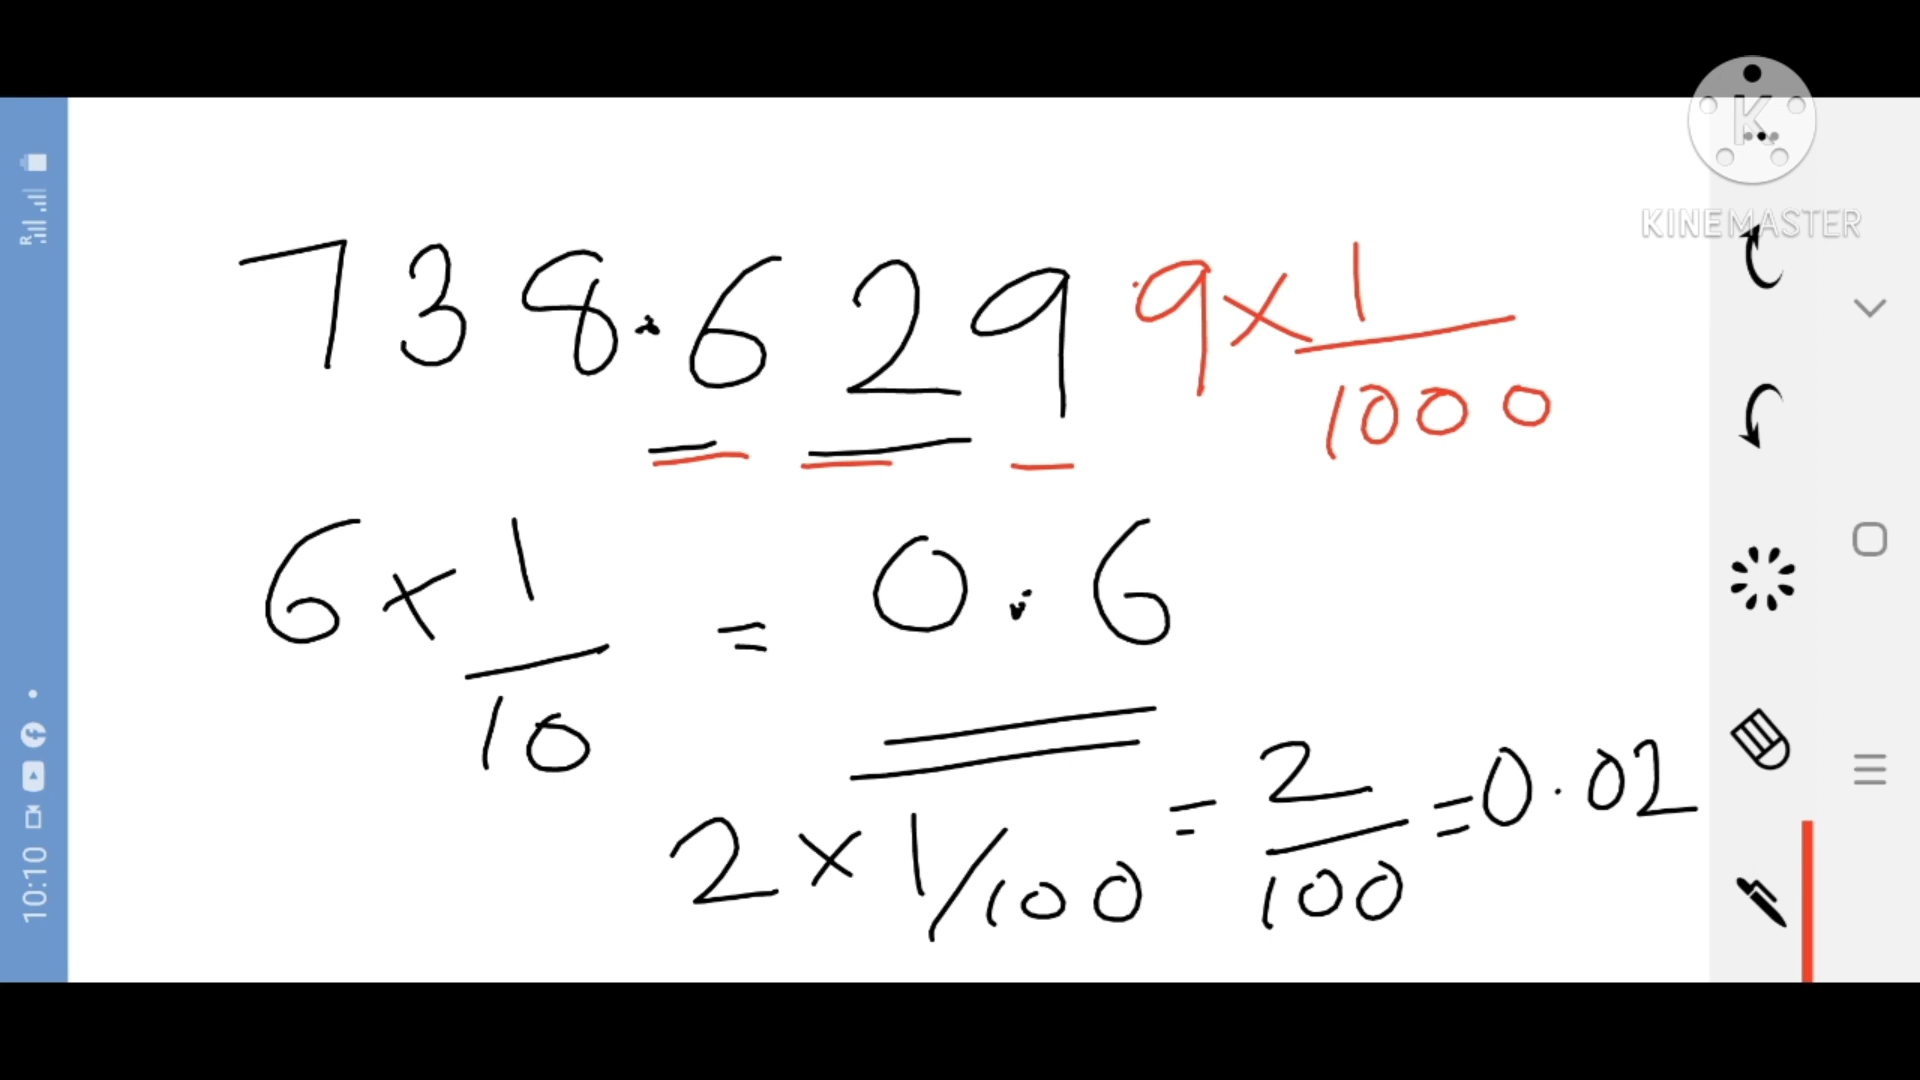 KINEMASTER
738.629 9 × 1/1000
6 × 1/10 = 0.6
2 × 1/100 = 2/100 = 0.02
10:10